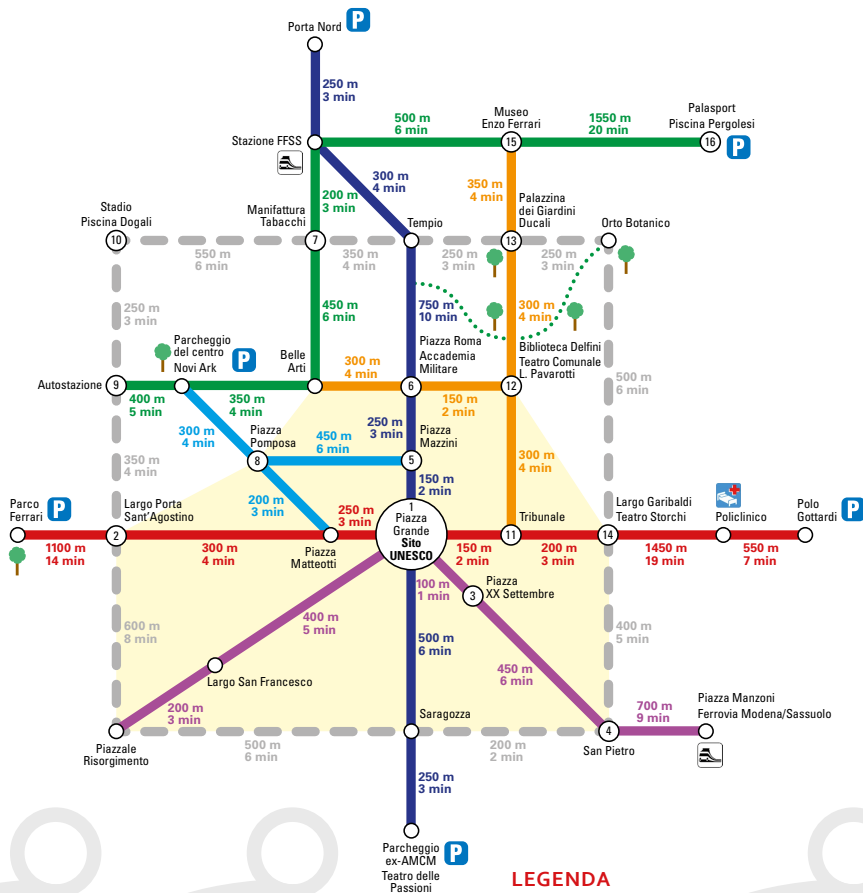 Porta Nord
P
250 m
3 min
500 m
6 min
Museo
Enzo Ferrari
1550 m
20 min
Palasport
Piscina Pergolesi
Stazione FFSS
15
16
P
300 m
4 min
350 m
4 min
200 m
3 min
Stadio
Piscina Dogali
Manifattura
Tabacchi
Palazzina
dei Giardini
Ducali
Tempio
Orto Botanico
10
7
13
550 m
6 min
350 m
4 min
250 m
3 min
250 m
3 min
250 m
3 min
450 m
6 min
750 m
10 min
300 m
4 min
Parcheggio
del centro
Novi Ark
P
Belle
Arti
Piazza Roma
Accademia
Militare
Biblioteca Delfini
Teatro Comunale
L. Pavarotti
300 m
4 min
500 m
6 min
Autostazione
9
6
12
400 m
5 min
350 m
4 min
150 m
2 min
300 m
4 min
Piazza
Pomposa
450 m
6 min
250 m
3 min
Piazza
Mazzini
300 m
4 min
350 m
4 min
8
5
200 m
3 min
150 m
2 min
Parco
Ferrari
P
Largo Porta
Sant'Agostino
250 m
3 min
1
Piazza
Grande
Sito
UNESCO
Tribunale
Largo Garibaldi
Teatro Storchi
Policlinico
Polo
Gottardi
P
2
11
14
1100 m
14 min
300 m
4 min
Piazza
Matteotti
150 m
2 min
200 m
3 min
1450 m
19 min
550 m
7 min
100 m
1 min
3
Piazza
XX Settembre
600 m
8 min
400 m
5 min
500 m
6 min
400 m
5 min
450 m
6 min
Largo San Francesco
200 m
3 min
Saragozza
700 m
9 min
Piazza Manzoni
Ferrovia Modena/Sassuolo
4
Piazzale
Risorgimento
500 m
6 min
200 m
2 min
San Pietro
250 m
3 min
Parcheggio
ex-AMCM
Teatro delle
Passioni
P
LEGENDA